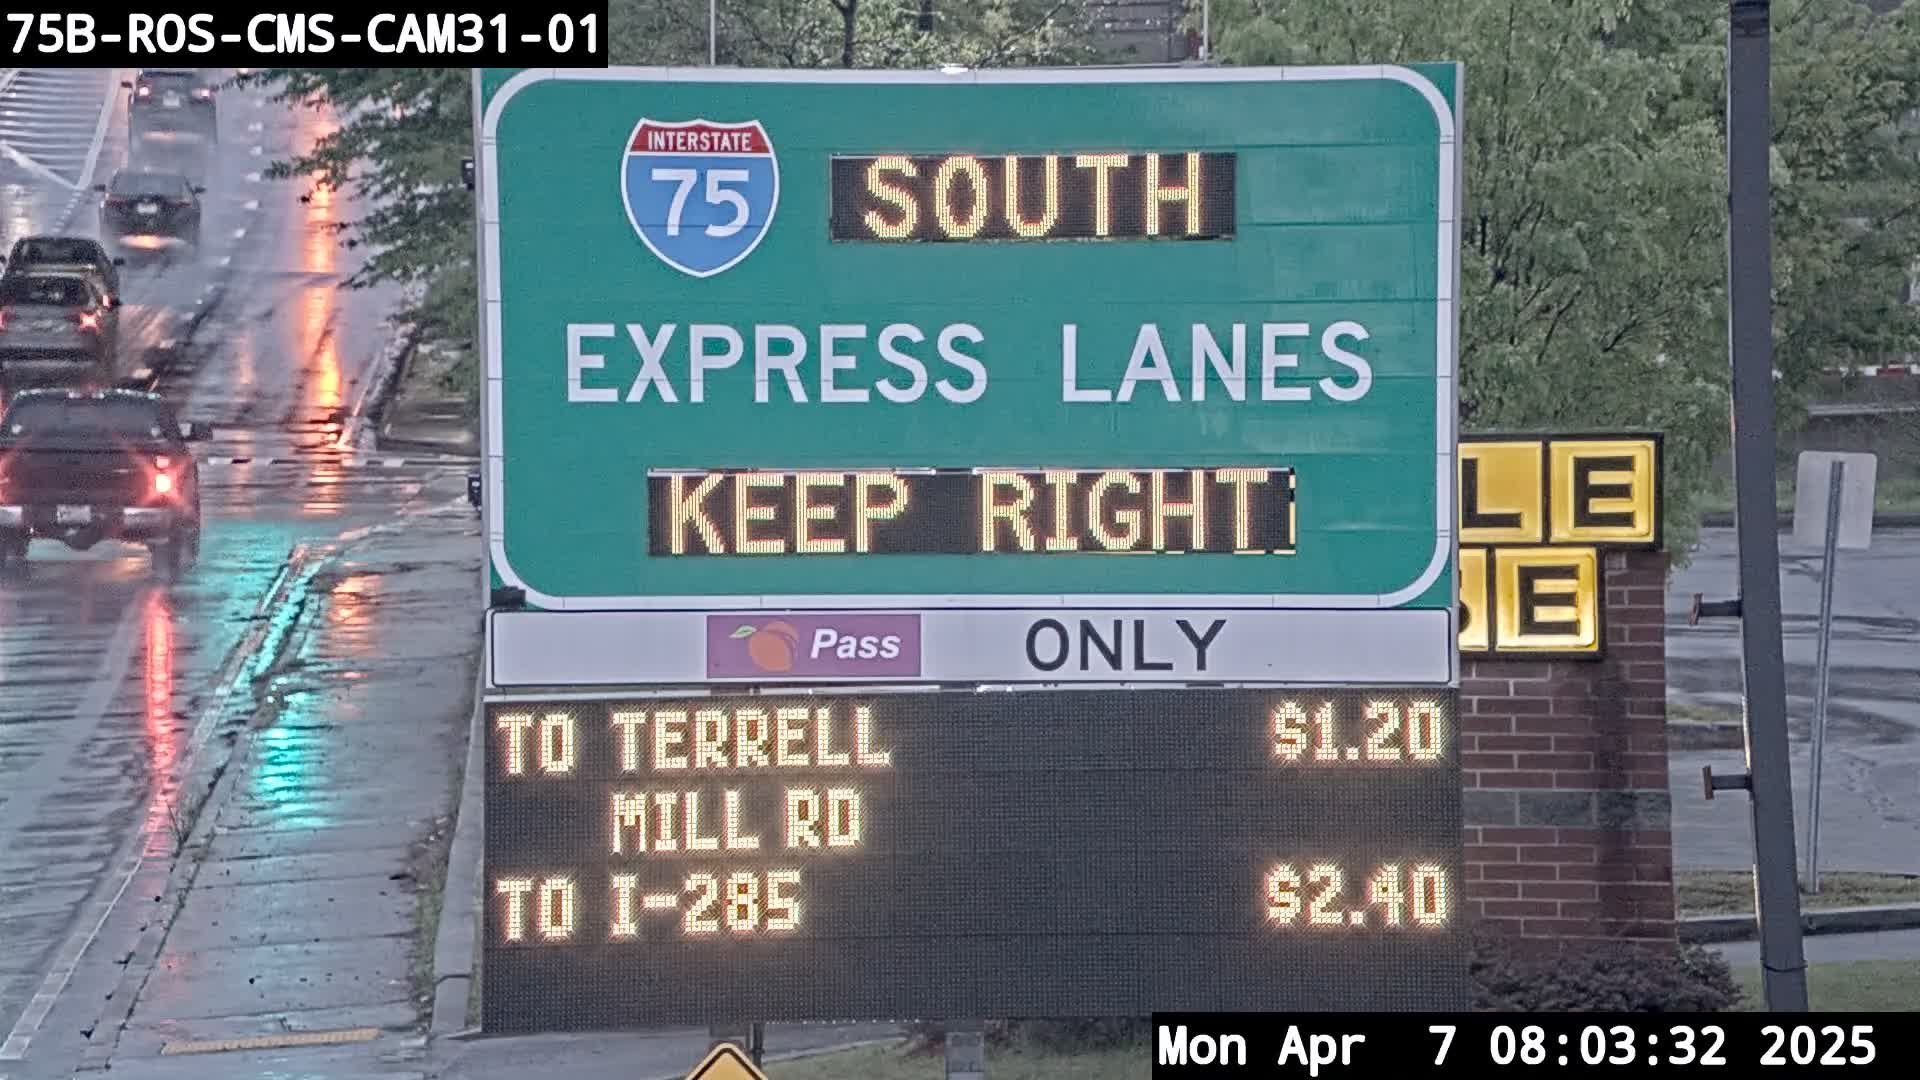 75B-ROS-CMS-CAM31-01
INTERSTATE
75
SOUTH
EXPRESS LANES
KEEP RIGHT
Pass ONLY
LE
E
TO TERRELL $1.20
MILL RD
TO I-285 $2.40
Mon Apr 7 08:03:32 2025